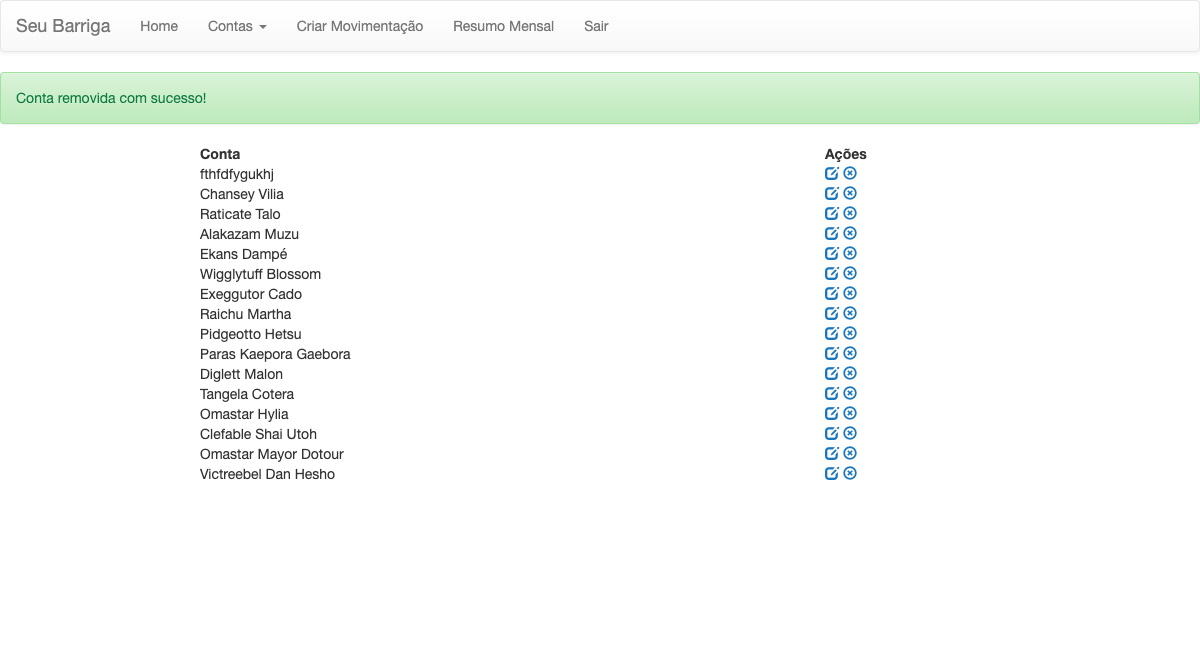 Seu Barriga Home Contas Criar Movimentação Resumo Mensal Sair
Conta removida com sucesso!
Conta Ações
fthfdfygukhj
Chansey Vilia
Raticate Talo
Alakazam Muzu
Ekans Dampé
Wigglytuff Blossom
Exeggutor Cado
Raichu Martha
Pidgeotto Hetsu
Paras Kaepora Gaebora
Diglett Malon
Tangela Cotera
Omastar Hylia
Clefable Shai Utoh
Omastar Mayor Dotour
Victreebel Dan Hesho